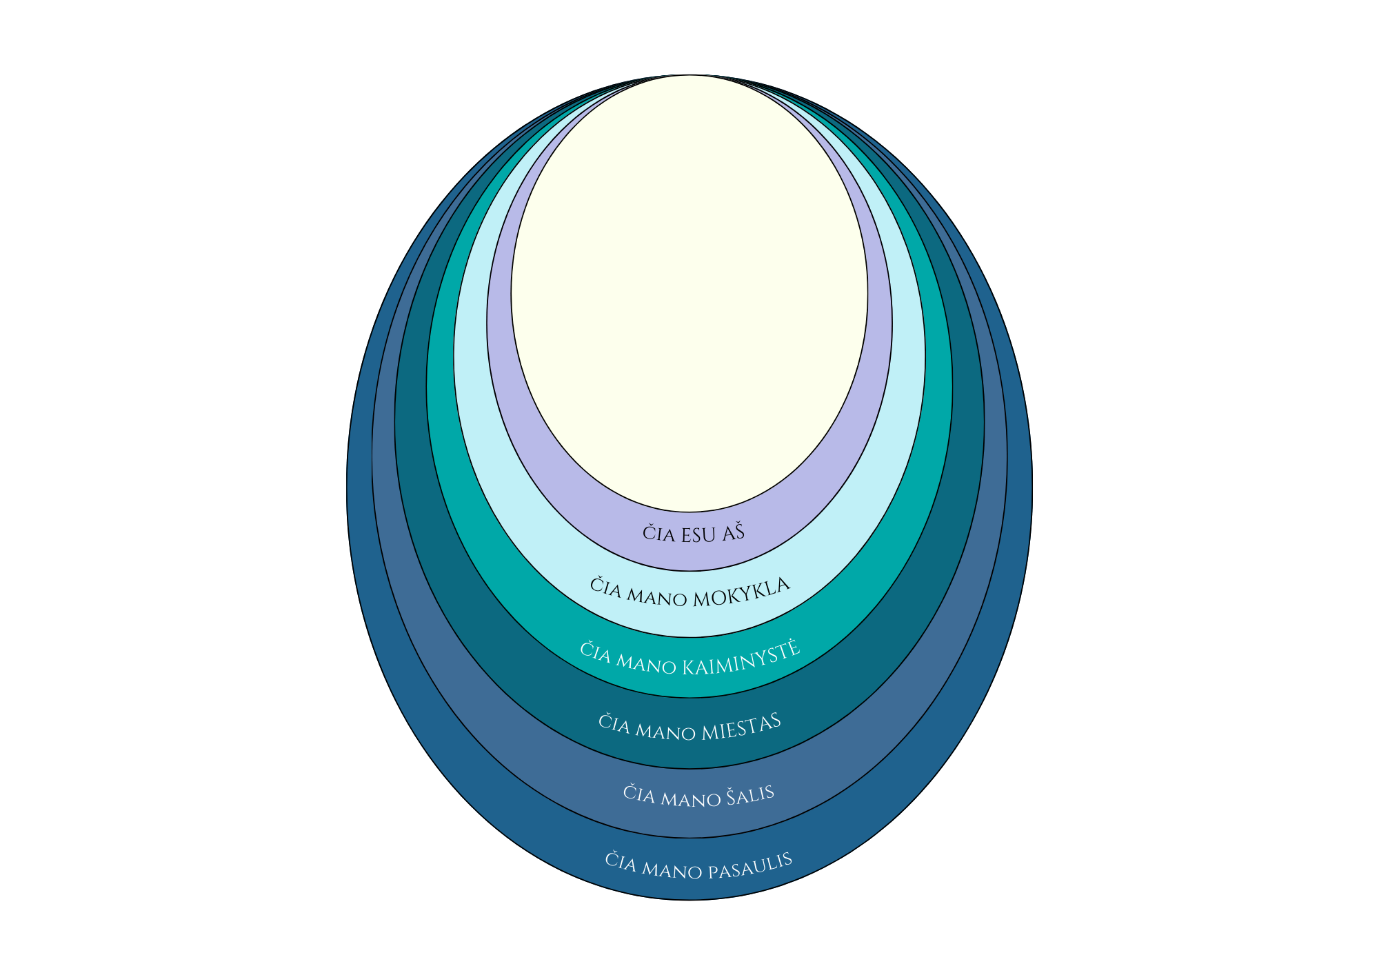 ČIA ESU AŠ
ČIA MANO MOKYKLA
ČIA MANO KAIMINYSTĖ
ČIA MANO MIESTAS
ČIA MANO ŠALIS
ČIA MANO PASAULIS